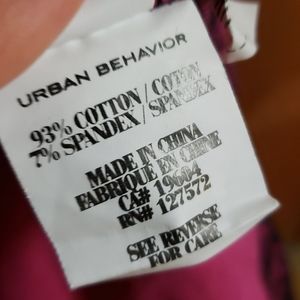 URBAN BEHAVIOR
93% COTTON / COTON
7% SPANDEX / SPANDEX
MADE IN CHINA
FABRIQUE EN CHINE
CA# 19604
RN# 127572
SEE REVERSE
FOR CARE